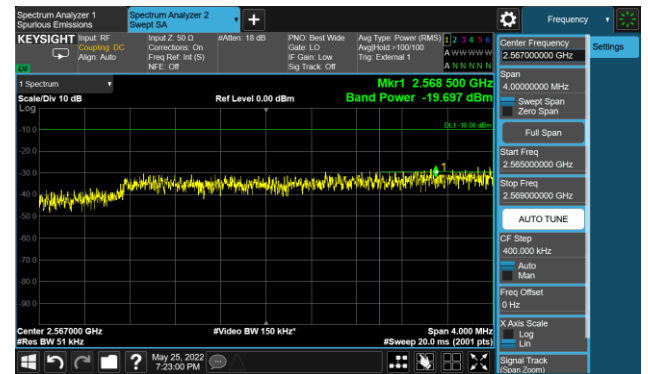 Spectrum Analyzer 1
Spurious Emissions
Spectrum Analyzer 2
Swept SA
+
Frequency
KEYSIGHT
Input: RF
Coupling: DC
Align: Auto
Input Z: 50 Ω
Corrections: On
Freq Ref: Int (S)
NFE: Off
#Atten: 18 dB
PNO: Best Wide
Gate: LO
IF Gain: Low
Sig Track: Off
Avg Type: Power (RMS)
Avg|Hold >100/100
Trig: External 1
1 2 3 4 5 6
A W W W W W
A N N N N N
Center Frequency
2.567000000 GHz
Settings
Span
4.00000000 MHz
Swept Span
Zero Span
Full Span
Start Freq
2.565000000 GHz
Stop Freq
2.569000000 GHz
AUTO TUNE
CF Step
400.000 kHz
Auto
Man
Freq Offset
0 Hz
X Axis Scale
Log
Lin
Signal Track
(Span Zoom)
1 Spectrum
Scale/Div 10 dB
Log
Ref Level 0.00 dBm
Mkr1 2.568 500 GHz
Band Power -19.697 dBm
DL1 -10.00 dBm
1
-10.0
-20.0
-30.0
-40.0
-50.0
-60.0
-70.0
-80.0
-90.0
Center 2.567000 GHz
#Res BW 51 kHz
#Video BW 150 kHz*
Span 4.000 MHz
#Sweep 20.0 ms (2001 pts)
?
May 25, 2022
7:23:00 PM